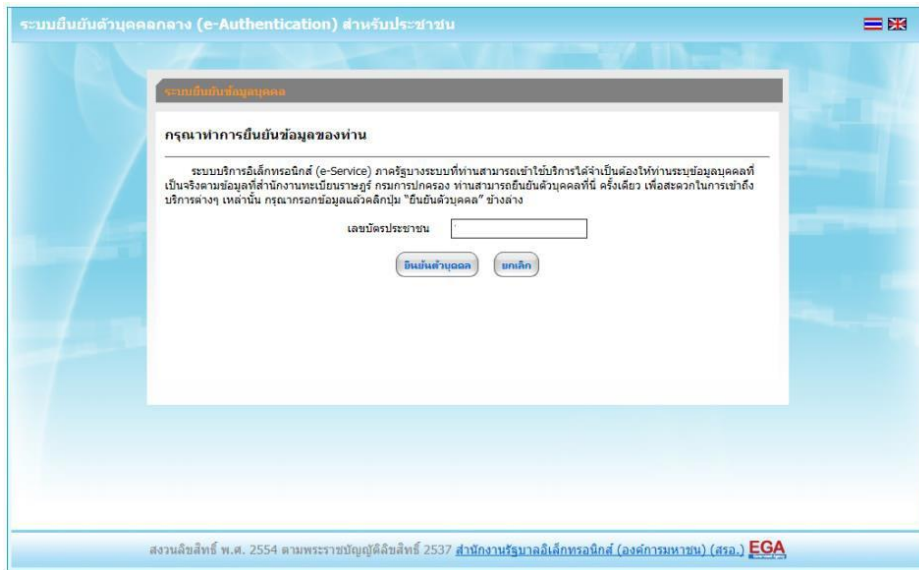 ระบบยืนยันตัวบุคคลกลาง (e-Authentication) สำหรับประชาชน
ระบบยืนยันข้อมูลบุคคล
กรุณาทำการยืนยันข้อมูลของท่าน
ระบบบริการอิเล็กทรอนิกส์ (e-Service) ภาครัฐบางระบบที่ท่านสามารถเข้าใช้บริการได้จำเป็นต้องให้ท่านระบุข้อมูลบุคคลที่
เป็นจริงตามข้อมูลที่สำนักงานทะเบียนราษฎร์ กรมการปกครอง ท่านสามารถยืนยันตัวบุคคลที่นี่ ครั้งเดียว เพื่อสะดวกในการเข้าถึง
บริการต่างๆ เหล่านั้น กรุณากรอกข้อมูลแล้วคลิกปุ่ม "ยืนยันตัวบุคคล" ข้างล่าง
เลขบัตรประชาชน
ยืนยันตัวบุคคล ยกเลิก
สงวนลิขสิทธิ์ พ.ศ. 2554 ตามพระราชบัญญัติลิขสิทธิ์ 2537 สำนักงานรัฐบาลอิเล็กทรอนิกส์ (องค์การมหาชน) (สรอ.) EGA